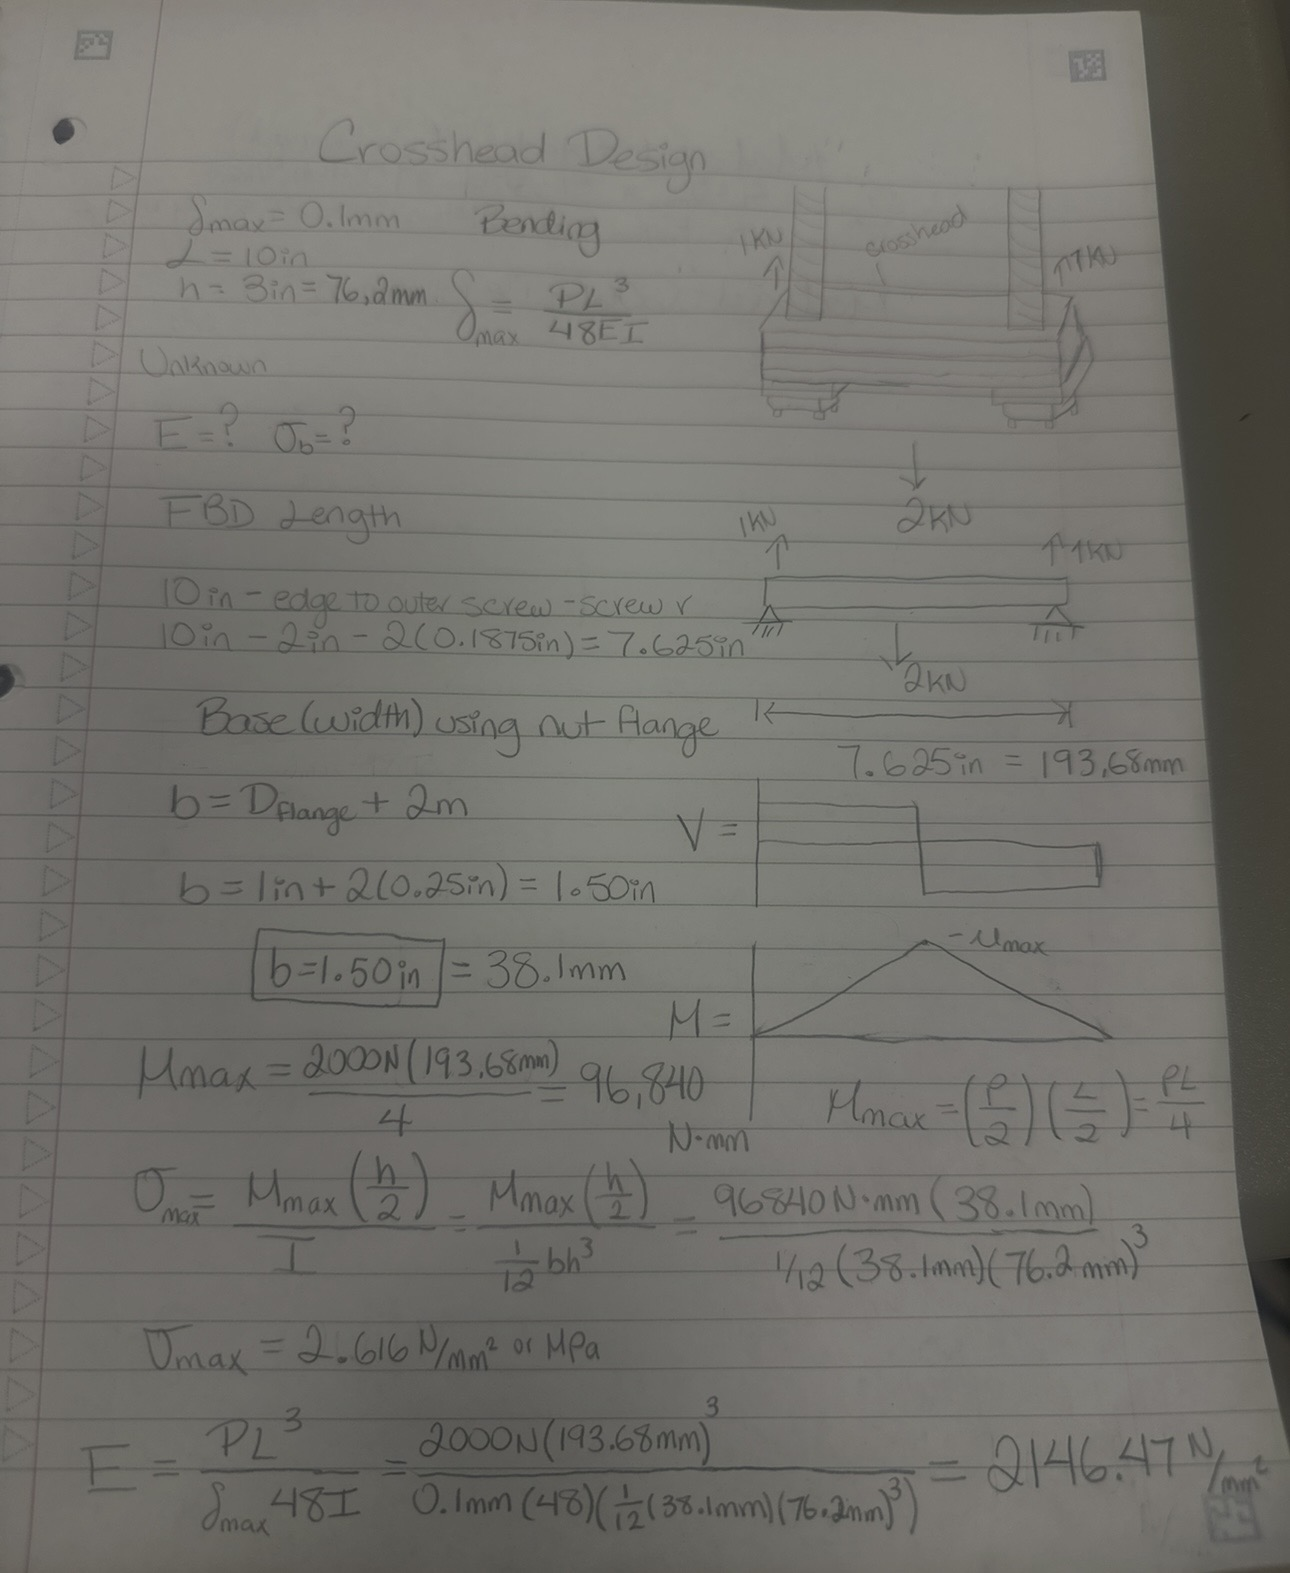 Crosshead Design
δmax = 0.1mm Bending
L = 10in
h = 3in = 76.2mm δmax = PL³/48EI
1KN crosshead 1KN
Unknown
E = ? σb = ?
2KN
FBD Length
1KN 1KN
10in - edge to outer screw - screw r
10in - 2in - 2(0.1875in) = 7.625in
2KN
Base (width) using nut flange
7.625in = 193.68mm
b = Dflange + 2m
V =
b = 1in + 2(0.25in) = 1.50in
- Mmax
b = 1.50in = 38.1mm
M =
Mmax = 2000N(193.68mm)/4 = 96,840 N·mm
Mmax = (P/2)(L/2) = PL/4
σmax = Mmax(h/2)/I = Mmax(h/2)/(1/12 bh³) = 96840N·mm(38.1mm)/(1/12(38.1mm)(76.2mm)³)
σmax = 2.616 N/mm² or MPa
E = PL³/(δmax 48I) = 2000N(193.68mm)³/(0.1mm(48)(1/12(38.1mm)(76.2mm)³)) = 2146.47 N/mm²